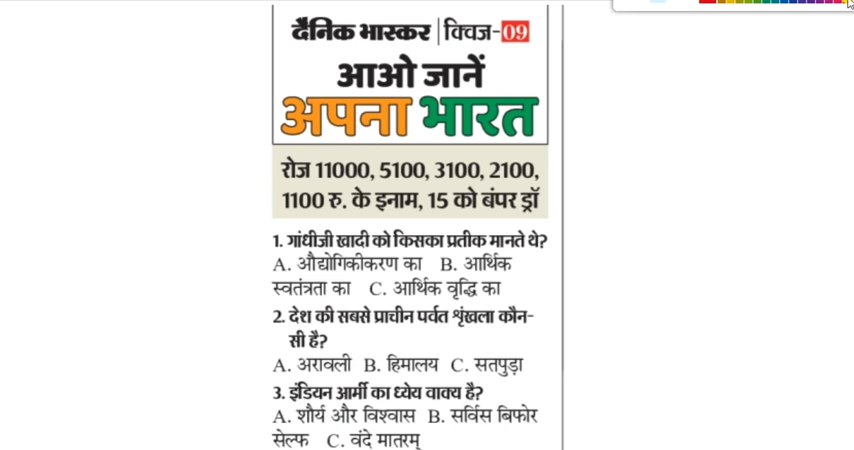 दैनिक भास्कर | क्विज-09
आओ जानें
अपना भारत
रोज 11000, 5100, 3100, 2100,
1100 रु. के इनाम, 15 को बंपर ड्रॉ
1. गांधीजी खादी को किसका प्रतीक मानते थे?
A. औद्योगिकीकरण का B. आर्थिक
स्वतंत्रता का C. आर्थिक वृद्धि का
2. देश की सबसे प्राचीन पर्वत श्रृंखला कौन-
सी है?
A. अरावली B. हिमालय C. सतपुड़ा
3. इंडियन आर्मी का ध्येय वाक्य है?
A. शौर्य और विश्वास B. सर्विस बिफोर
सेल्फ C. वंदे मातरम्